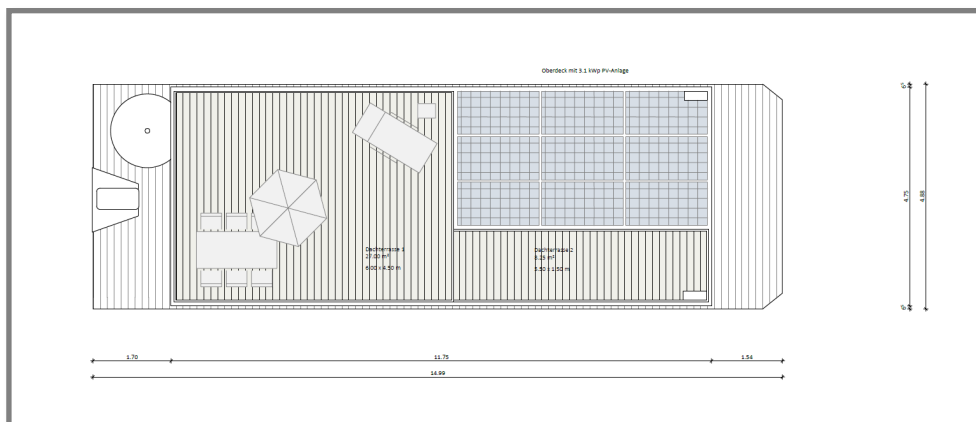 Oberdeck mit 3.1 kWp PV-Anlage
Dachterrasse 1
27.00 m²
6.00 x 4.50 m
Dachterrasse 2
8.25 m²
5.50 x 1.50 m
4.75
4.88
1.70
11.75
1.54
14.99